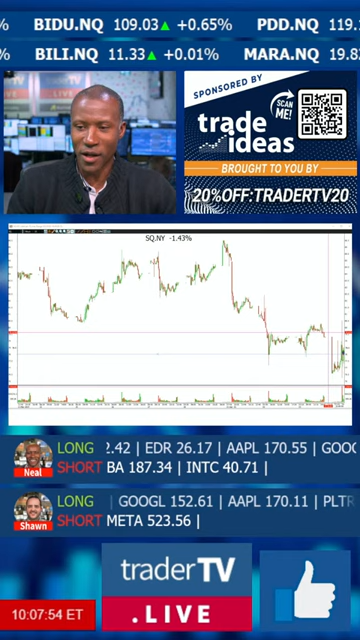 % BIDU.NQ 109.03 +0.65% PDD.NQ 119.
% BILI.NQ 11.33 +0.01% MARA.NQ 19.8
SPONSORED BY
SCAN ME!
trade ideas
BROUGHT TO YOU BY
20%OFF:TRADERTV20
SQ.NY -1.43%
LONG 2.42 | EDR 26.17 | AAPL 170.55 | GOO
SHORT BA 187.34 | INTC 40.71 |
Neal
LONG | GOOGL 152.61 | AAPL 170.11 | PLTR
SHORT META 523.56 |
Shawn
traderTV
.LIVE
10:07:54 ET